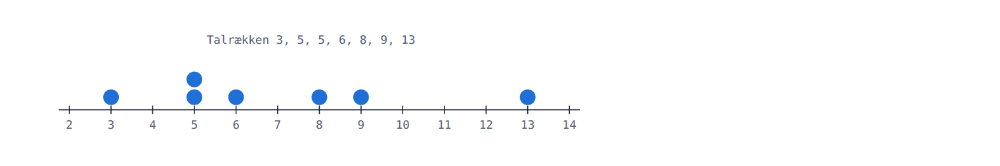 Talrækken 3, 5, 5, 6, 8, 9, 13
2 3 4 5 6 7 8 9 10 11 12 13 14